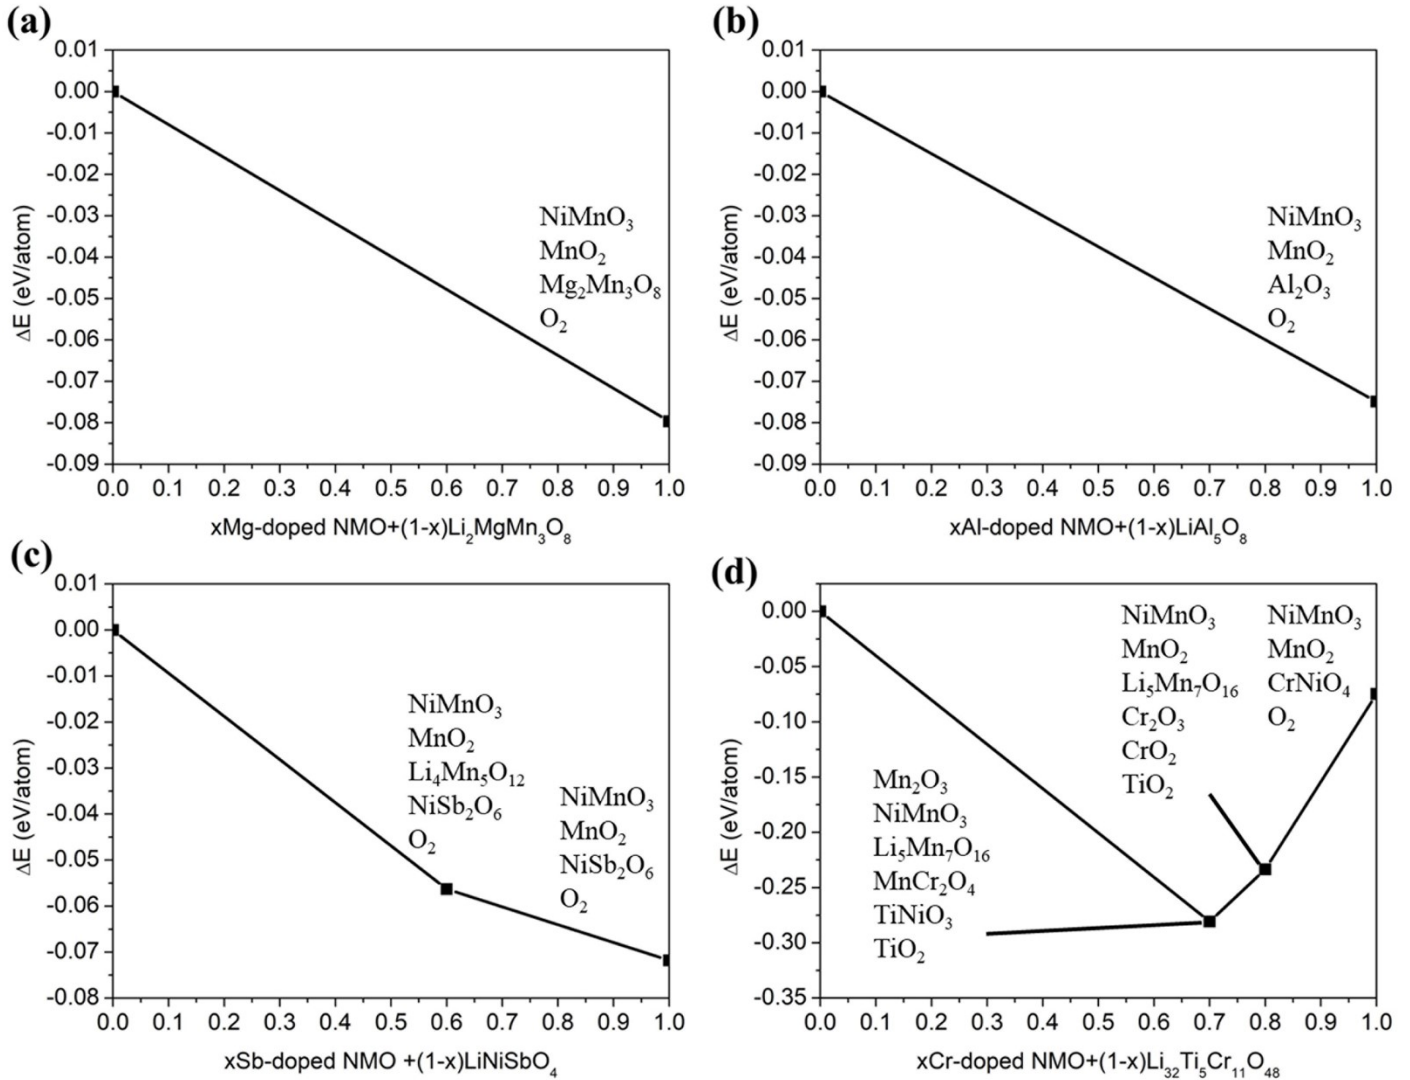 (a)
0.01
0.00
-0.01
-0.02
-0.03
-0.04
-0.05
-0.06
-0.07
-0.08
-0.09
ΔE (eV/atom)
NiMnO3
MnO2
Mg2Mn3O8
O2
0.0 0.1 0.2 0.3 0.4 0.5 0.6 0.7 0.8 0.9 1.0
xMg-doped NMO+(1-x)Li2MgMn3O8
(b)
0.01
0.00
-0.01
-0.02
-0.03
-0.04
-0.05
-0.06
-0.07
-0.08
-0.09
ΔE (eV/atom)
NiMnO3
MnO2
Al2O3
O2
0.0 0.1 0.2 0.3 0.4 0.5 0.6 0.7 0.8 0.9 1.0
xAl-doped NMO+(1-x)LiAl5O8
(c)
0.01
0.00
-0.01
-0.02
-0.03
-0.04
-0.05
-0.06
-0.07
-0.08
ΔE (eV/atom)
NiMnO3
MnO2
Li4Mn5O12
NiSb2O6
O2
NiMnO3
MnO2
NiSb2O6
O2
0.0 0.1 0.2 0.3 0.4 0.5 0.6 0.7 0.8 0.9 1.0
xSb-doped NMO +(1-x)LiNiSbO4
(d)
0.00
-0.05
-0.10
-0.15
-0.20
-0.25
-0.30
-0.35
ΔE (eV/atom)
Mn2O3
NiMnO3
Li5Mn7O16
MnCr2O4
TiNiO3
TiO2
NiMnO3
MnO2
Li5Mn7O16
Cr2O3
CrO2
TiO2
NiMnO3
MnO2
CrNiO4
O2
0.0 0.1 0.2 0.3 0.4 0.5 0.6 0.7 0.8 0.9 1.0
xCr-doped NMO+(1-x)Li32Ti5Cr11O48